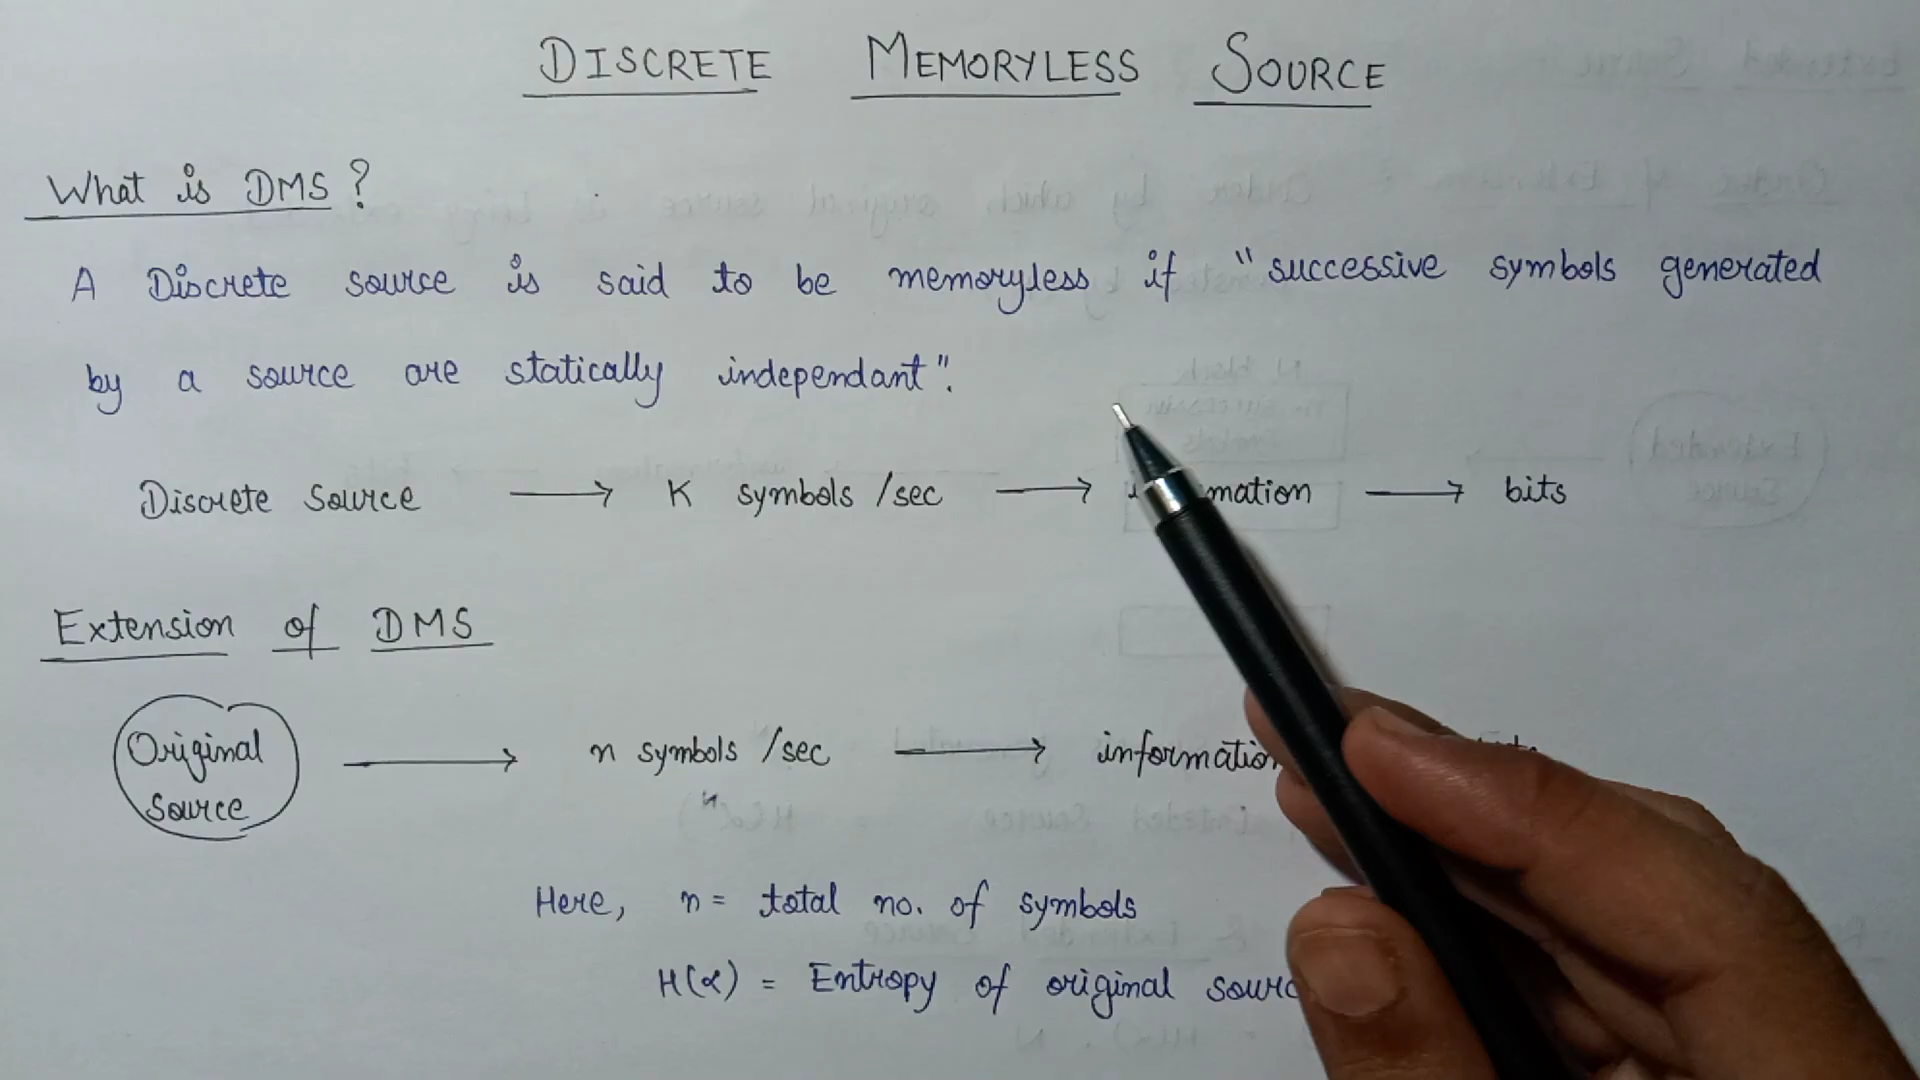 DISCRETE MEMORYLESS SOURCE
What is DMS ?
A Discrete source is said to be memoryless if "successive symbols generated
by a source are statically independant".
Discrete Source → K symbols /sec → mation → bits
Extension of DMS
Original
Source
→ n symbols /sec → information
Here, n = total no. of symbols
H(α) = Entropy of original sourc